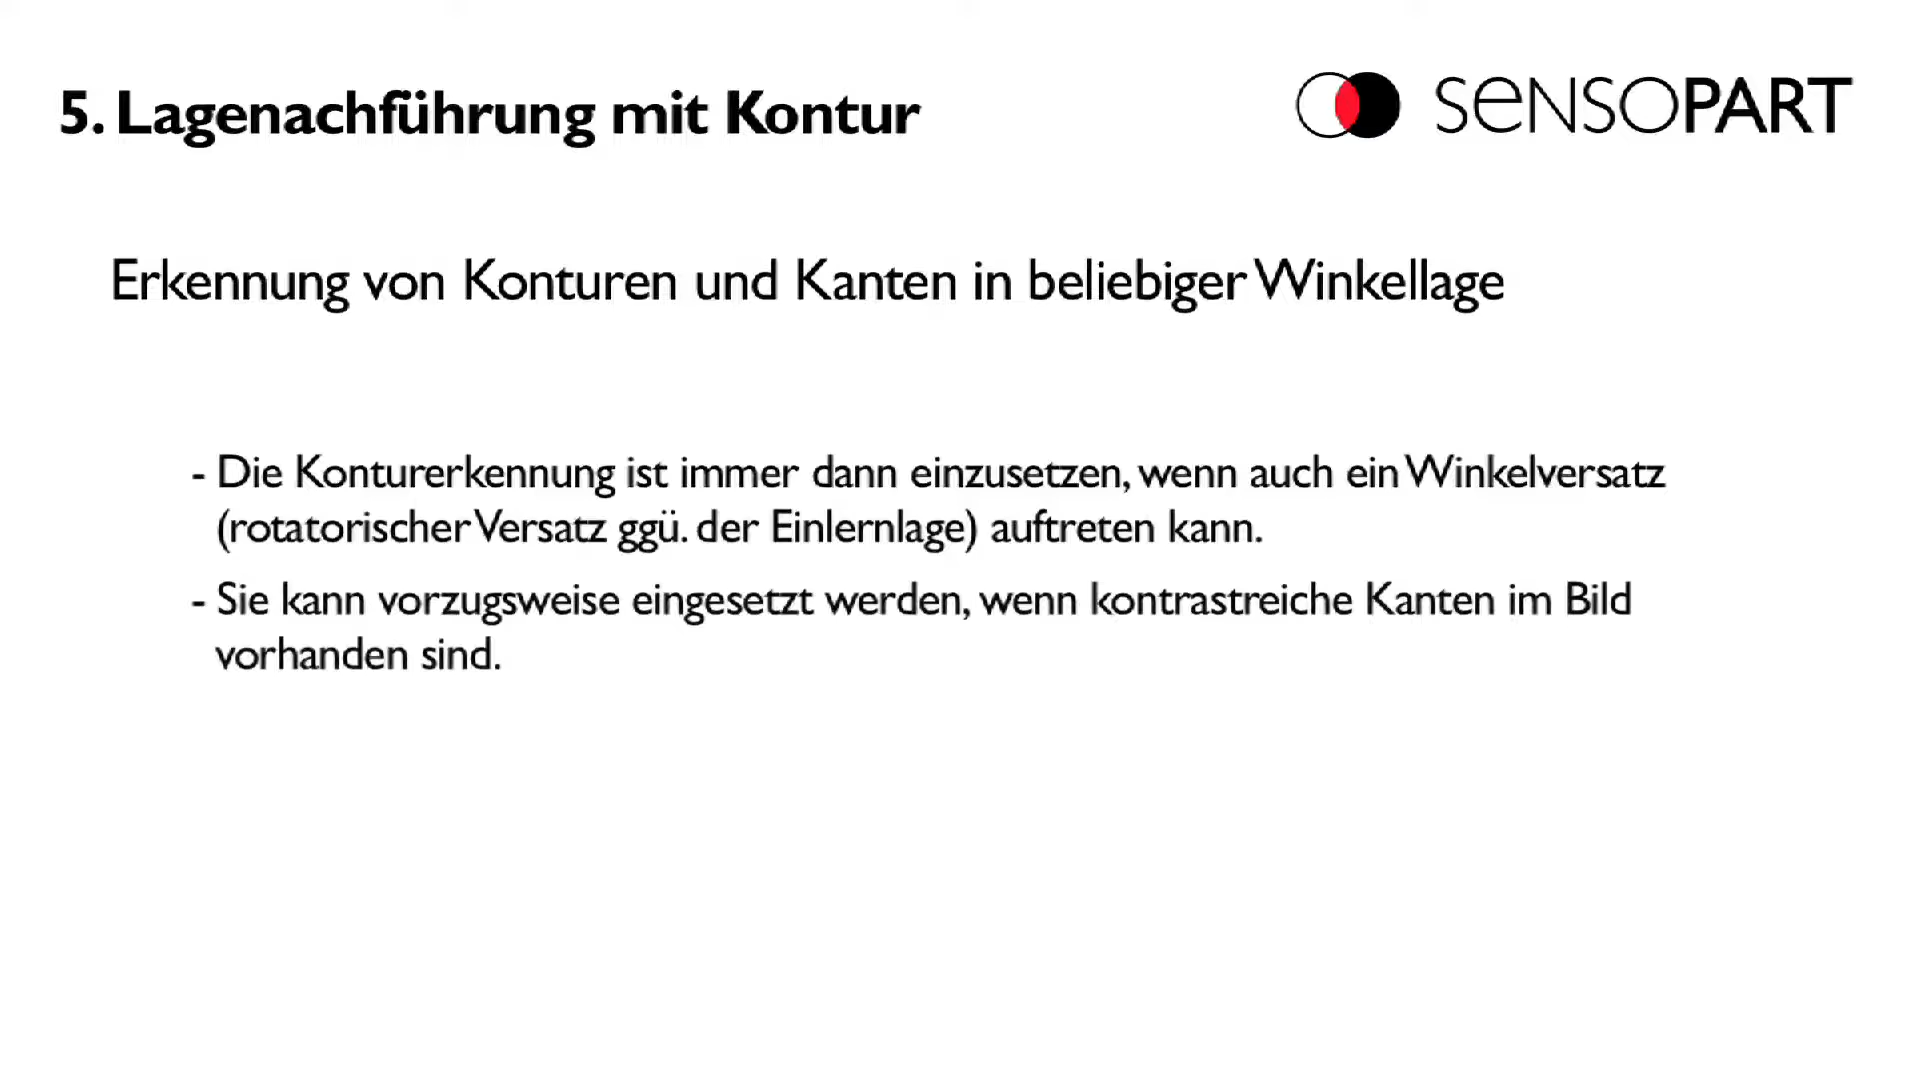 5. Lagenachführung mit Kontur
SENSOPART
Erkennung von Konturen und Kanten in beliebiger Winkellage
- Die Konturerkennung ist immer dann einzusetzen, wenn auch ein Winkelversatz
(rotatorischer Versatz ggü. der Einlernlage) auftreten kann.
- Sie kann vorzugsweise eingesetzt werden, wenn kontrastreiche Kanten im Bild
vorhanden sind.